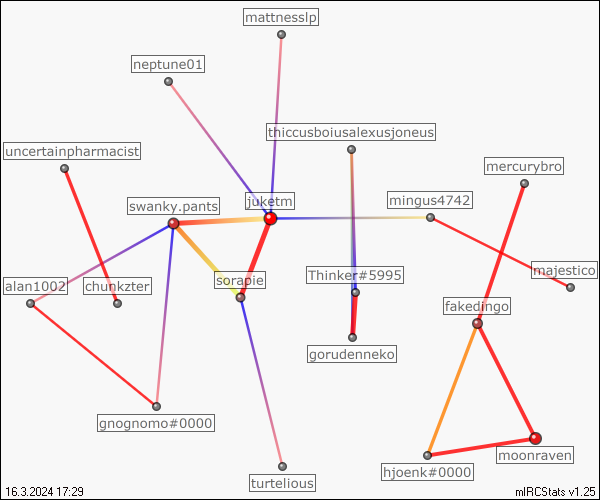 mattnesslp
neptune01
thiccusboiusalexusjoneus
uncertainpharmacist
mercurybro
juketm
mingus4742
swanky.pants
majestico
Thinker#5995
sorapie
alan1002
chunkzter
fakedingo
gorudenneko
gnognomo#0000
moonraven
hjoenk#0000
turtelious
16.3.2024 17:29
mIRCStats v1.25